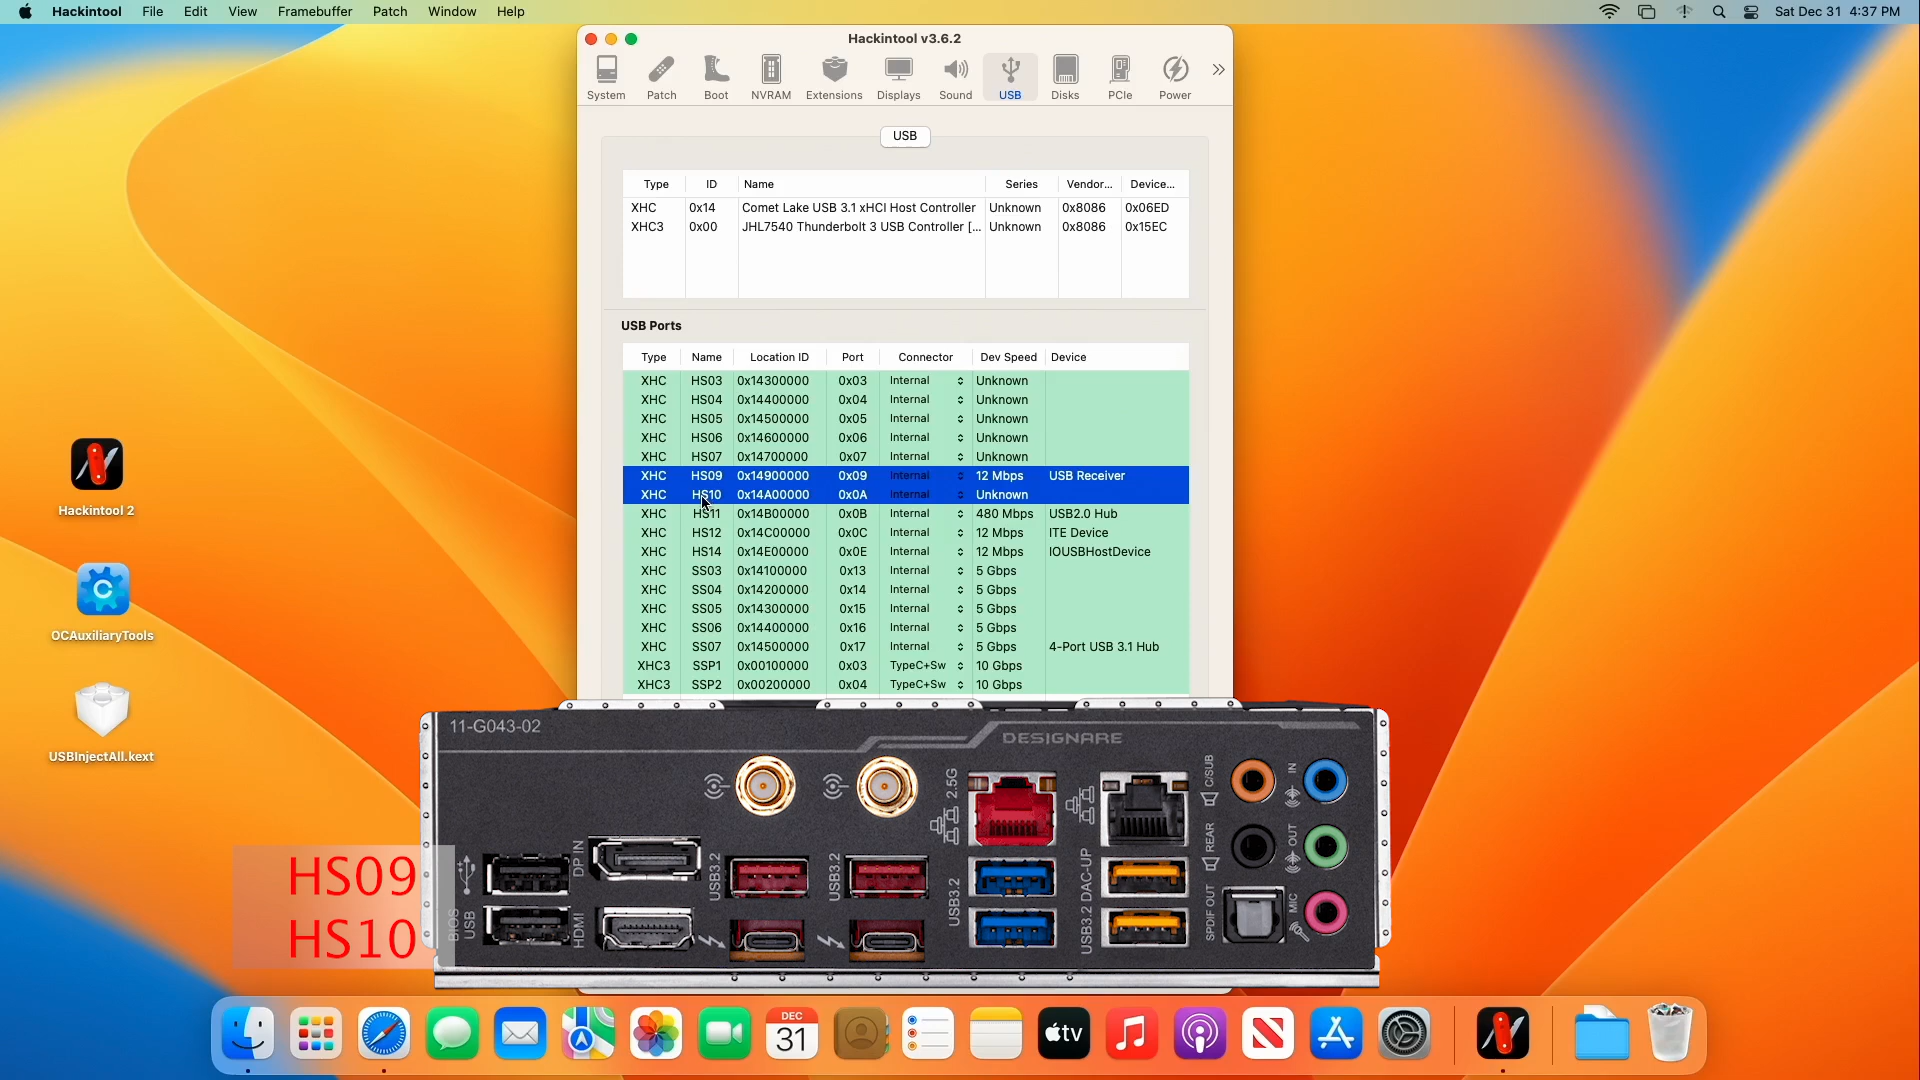 Hackintool File Edit View Framebuffer Patch Window Help Sat Dec 31 4:37 PM
Hackintool v3.6.2
System Patch Boot NVRAM Extensions Displays Sound USB Disks PCIe Power
USB
Type ID Name Series Vendor... Device...
XHC 0x14 Comet Lake USB 3.1 xHCI Host Controller Unknown 0x8086 0x06ED
XHC3 0x00 JHL7540 Thunderbolt 3 USB Controller [... Unknown 0x8086 0x15EC
USB Ports
Type Name Location ID Port Connector Dev Speed Device
XHC HS03 0x14300000 0x03 Internal Unknown
XHC HS04 0x14400000 0x04 Internal Unknown
XHC HS05 0x14500000 0x05 Internal Unknown
XHC HS06 0x14600000 0x06 Internal Unknown
XHC HS07 0x14700000 0x07 Internal Unknown
XHC HS09 0x14900000 0x09 Internal 12 Mbps USB Receiver
XHC HS10 0x14A00000 0x0A Internal Unknown
XHC HS11 0x14B00000 0x0B Internal 480 Mbps USB2.0 Hub
XHC HS12 0x14C00000 0x0C Internal 12 Mbps ITE Device
XHC HS14 0x14E00000 0x0E Internal 12 Mbps IOUSBHostDevice
XHC SS03 0x14100000 0x13 Internal 5 Gbps
XHC SS04 0x14200000 0x14 Internal 5 Gbps
XHC SS05 0x14300000 0x15 Internal 5 Gbps
XHC SS06 0x14400000 0x16 Internal 5 Gbps
XHC SS07 0x14500000 0x17 Internal 5 Gbps 4-Port USB 3.1 Hub
XHC3 SSP1 0x00100000 0x03 TypeC+Sw 10 Gbps
XHC3 SSP2 0x00200000 0x04 TypeC+Sw 10 Gbps
Hackintool 2
OCAuxiliaryTools
USBInjectAll.kext
11-G043-02
DESIGNARE
2.5G
C/SUB
IN
REAR
OUT
SPDIF OUT
MIC
DP IN
HDMI
USB3.2
USB3.2
USB3.2
USB3.2 DAC-UP
BIOS
USB
HS09
HS10
DEC
31
tv